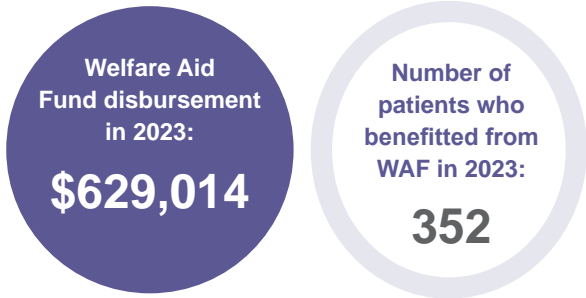 Welfare Aid
Fund disbursement
in 2023:
$629,014
Number of
patients who
benefitted from
WAF in 2023:
352